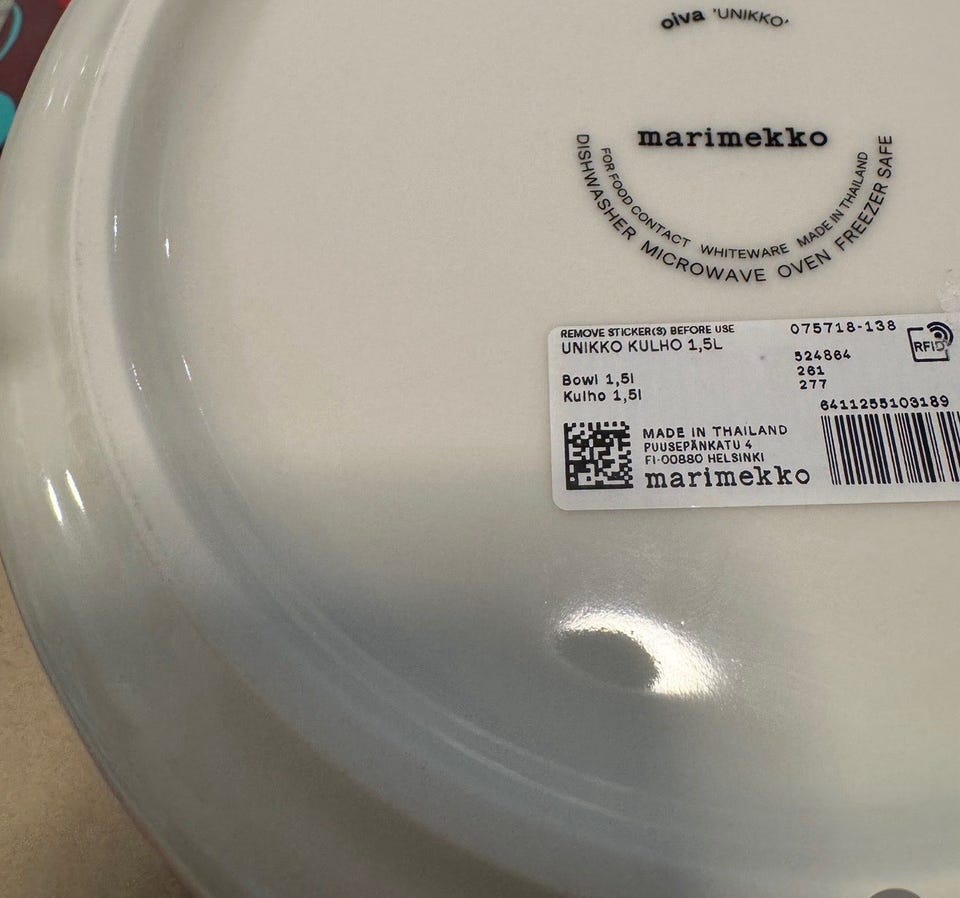 oiva 'UNIKKO'
marimekko
FOR FOOD CONTACT WHITEWARE MADE IN THAILAND
DISHWASHER MICROWAVE OVEN FREEZER SAFE
REMOVE STICKER(S) BEFORE USE
UNIKKO KULHO 1,5L
075718-138
RFID
524864
261
277
Bowl 1,5l
Kulho 1,5l
6411255103189
MADE IN THAILAND
PUUSEPÄNKATU 4
FI-00880 HELSINKI
marimekko